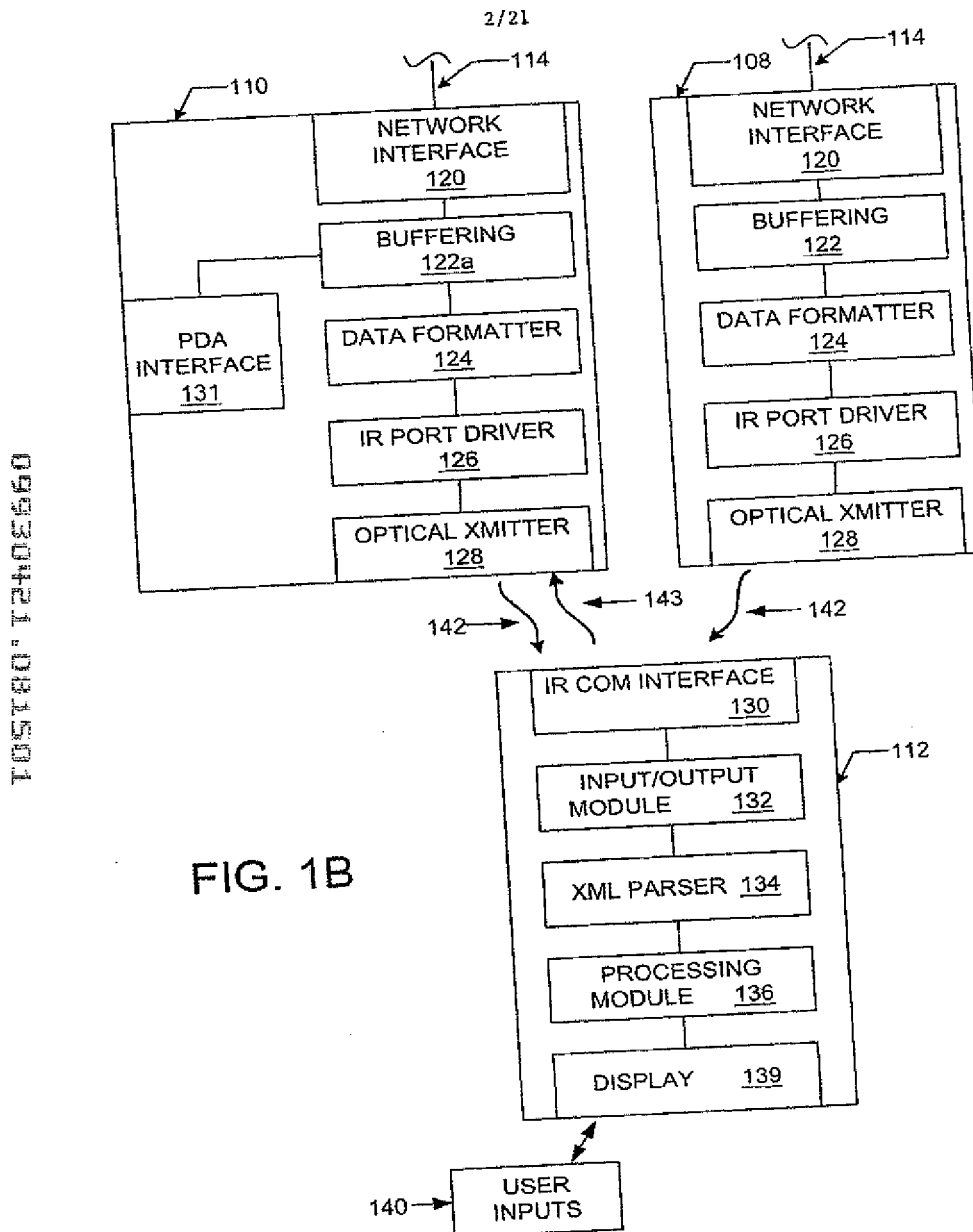 2/21
110
114
NETWORK
INTERFACE
120
BUFFERING
122a
PDA
INTERFACE
131
DATA FORMATTER
124
IR PORT DRIVER
126
OPTICAL XMITTER
128
108
114
NETWORK
INTERFACE
120
BUFFERING
122
DATA FORMATTER
124
IR PORT DRIVER
126
OPTICAL XMITTER
128
142
143
142
IR COM INTERFACE
130
112
INPUT/OUTPUT
MODULE 132
XML PARSER 134
PROCESSING
MODULE 136
DISPLAY 139
140
USER
INPUTS
FIG. 1B
09930421.081501